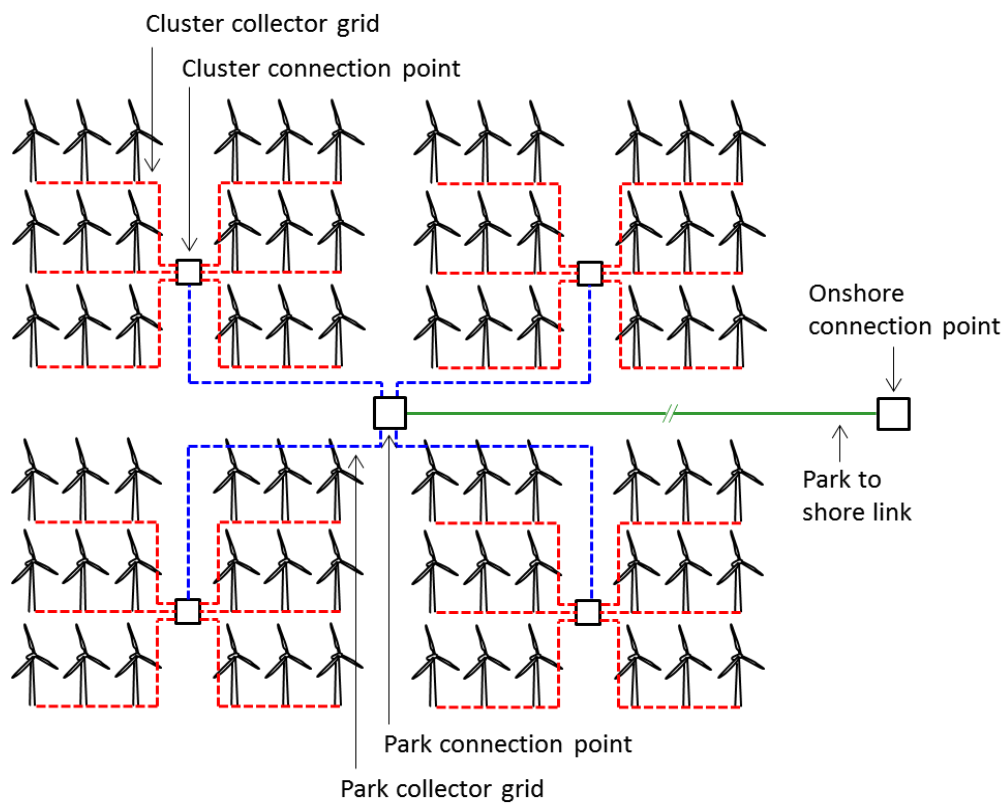 Cluster collector grid
Cluster connection point
Onshore
connection point
Park to
shore link
Park connection point
Park collector grid